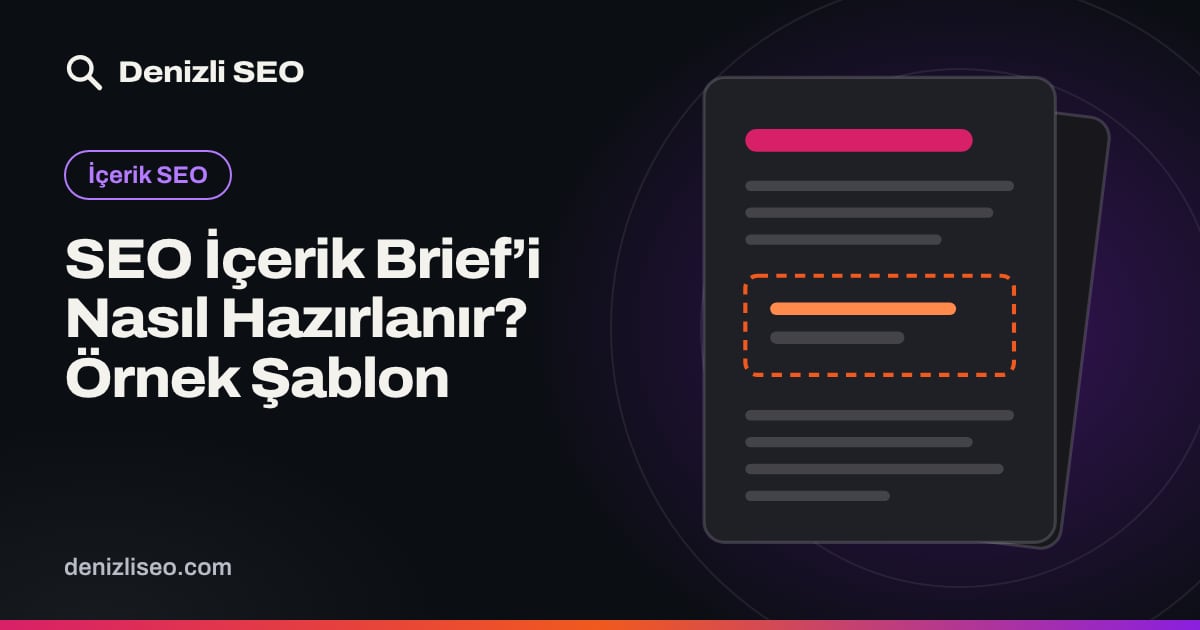 Denizli SEO
İçerik SEO
SEO İçerik Brief’i
Nasıl Hazırlanır?
Örnek Şablon
denizliseo.com